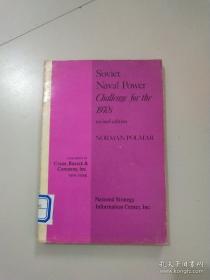 Soviet
Naval Power
Challenge for the
1970s
revised edition
NORMAN POLMAR
Crane, Russak &
Company, Inc.
NEW YORK
National Strategy
Information Center, Inc.